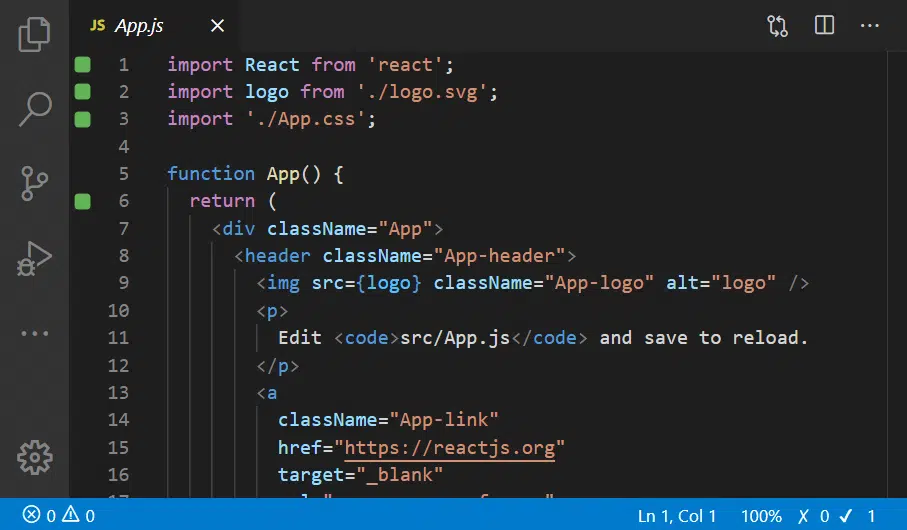 JS App.js
1 import React from 'react';
2 import logo from './logo.svg';
3 import './App.css';
4
5 function App() {
6 return (
7 <div className="App">
8 <header className="App-header">
9 <img src={logo} className="App-logo" alt="logo" />
10 <p>
11 Edit <code>src/App.js</code> and save to reload.
12 </p>
13 <a
14 className="App-link"
15 href="https://reactjs.org"
16 target="_blank"
0 0 Ln 1, Col 1 100% ✗ 0 ✓ 1